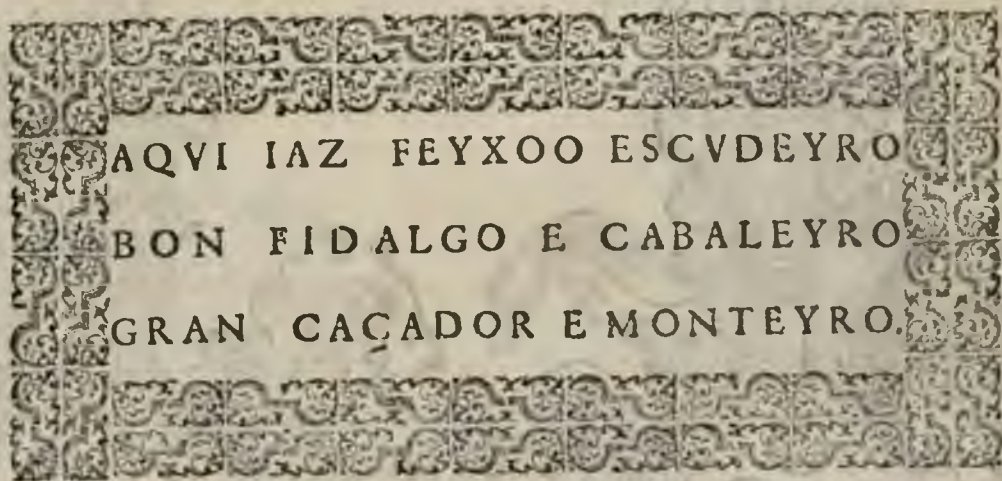 AQVI IAZ FEYXOO ESCVDEYRO
BON FIDALGO E CABALEYRO
GRAN CAÇADOR E MONTEYRO.